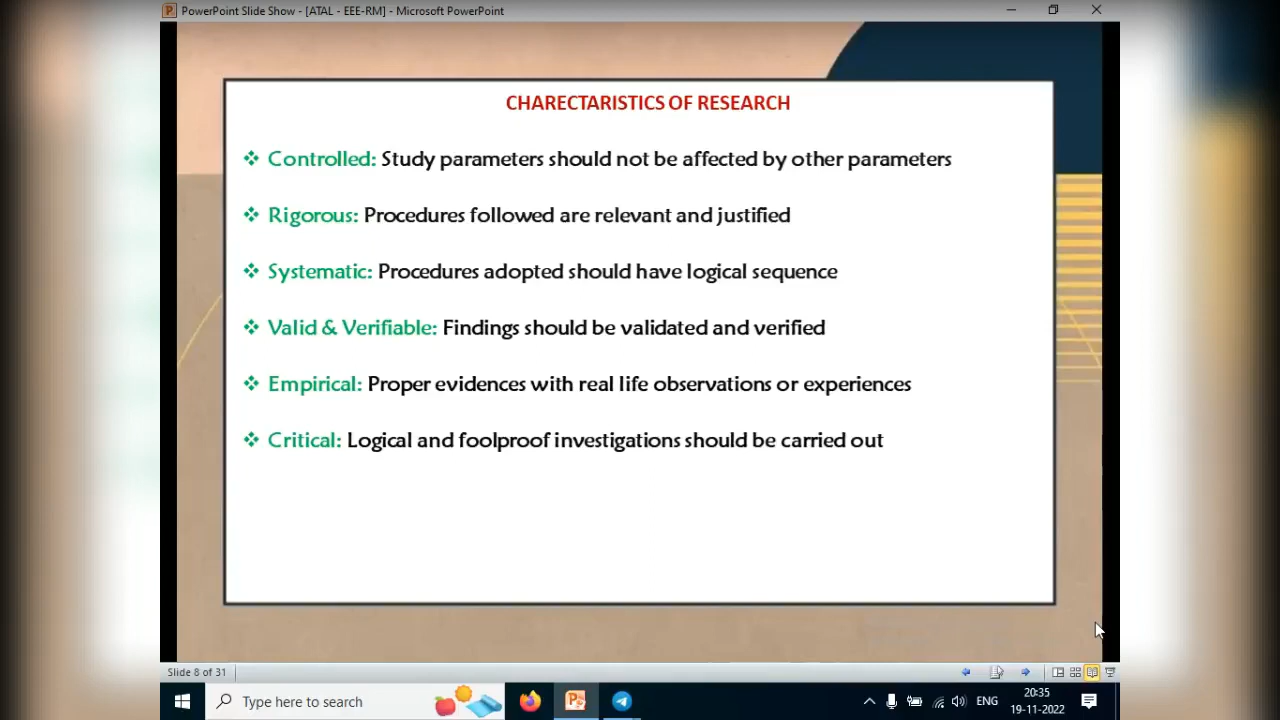 PowerPoint Slide Show - [ATAL - EEE-RM] - Microsoft PowerPoint
CHARECTARISTICS OF RESEARCH
Controlled: Study parameters should not be affected by other parameters
Rigorous: Procedures followed are relevant and justified
Systematic: Procedures adopted should have logical sequence
Valid & Verifiable: Findings should be validated and verified
Empirical: Proper evidences with real life observations or experiences
Critical: Logical and foolproof investigations should be carried out
Slide 8 of 31
Type here to search
ENG
20:35
19-11-2022